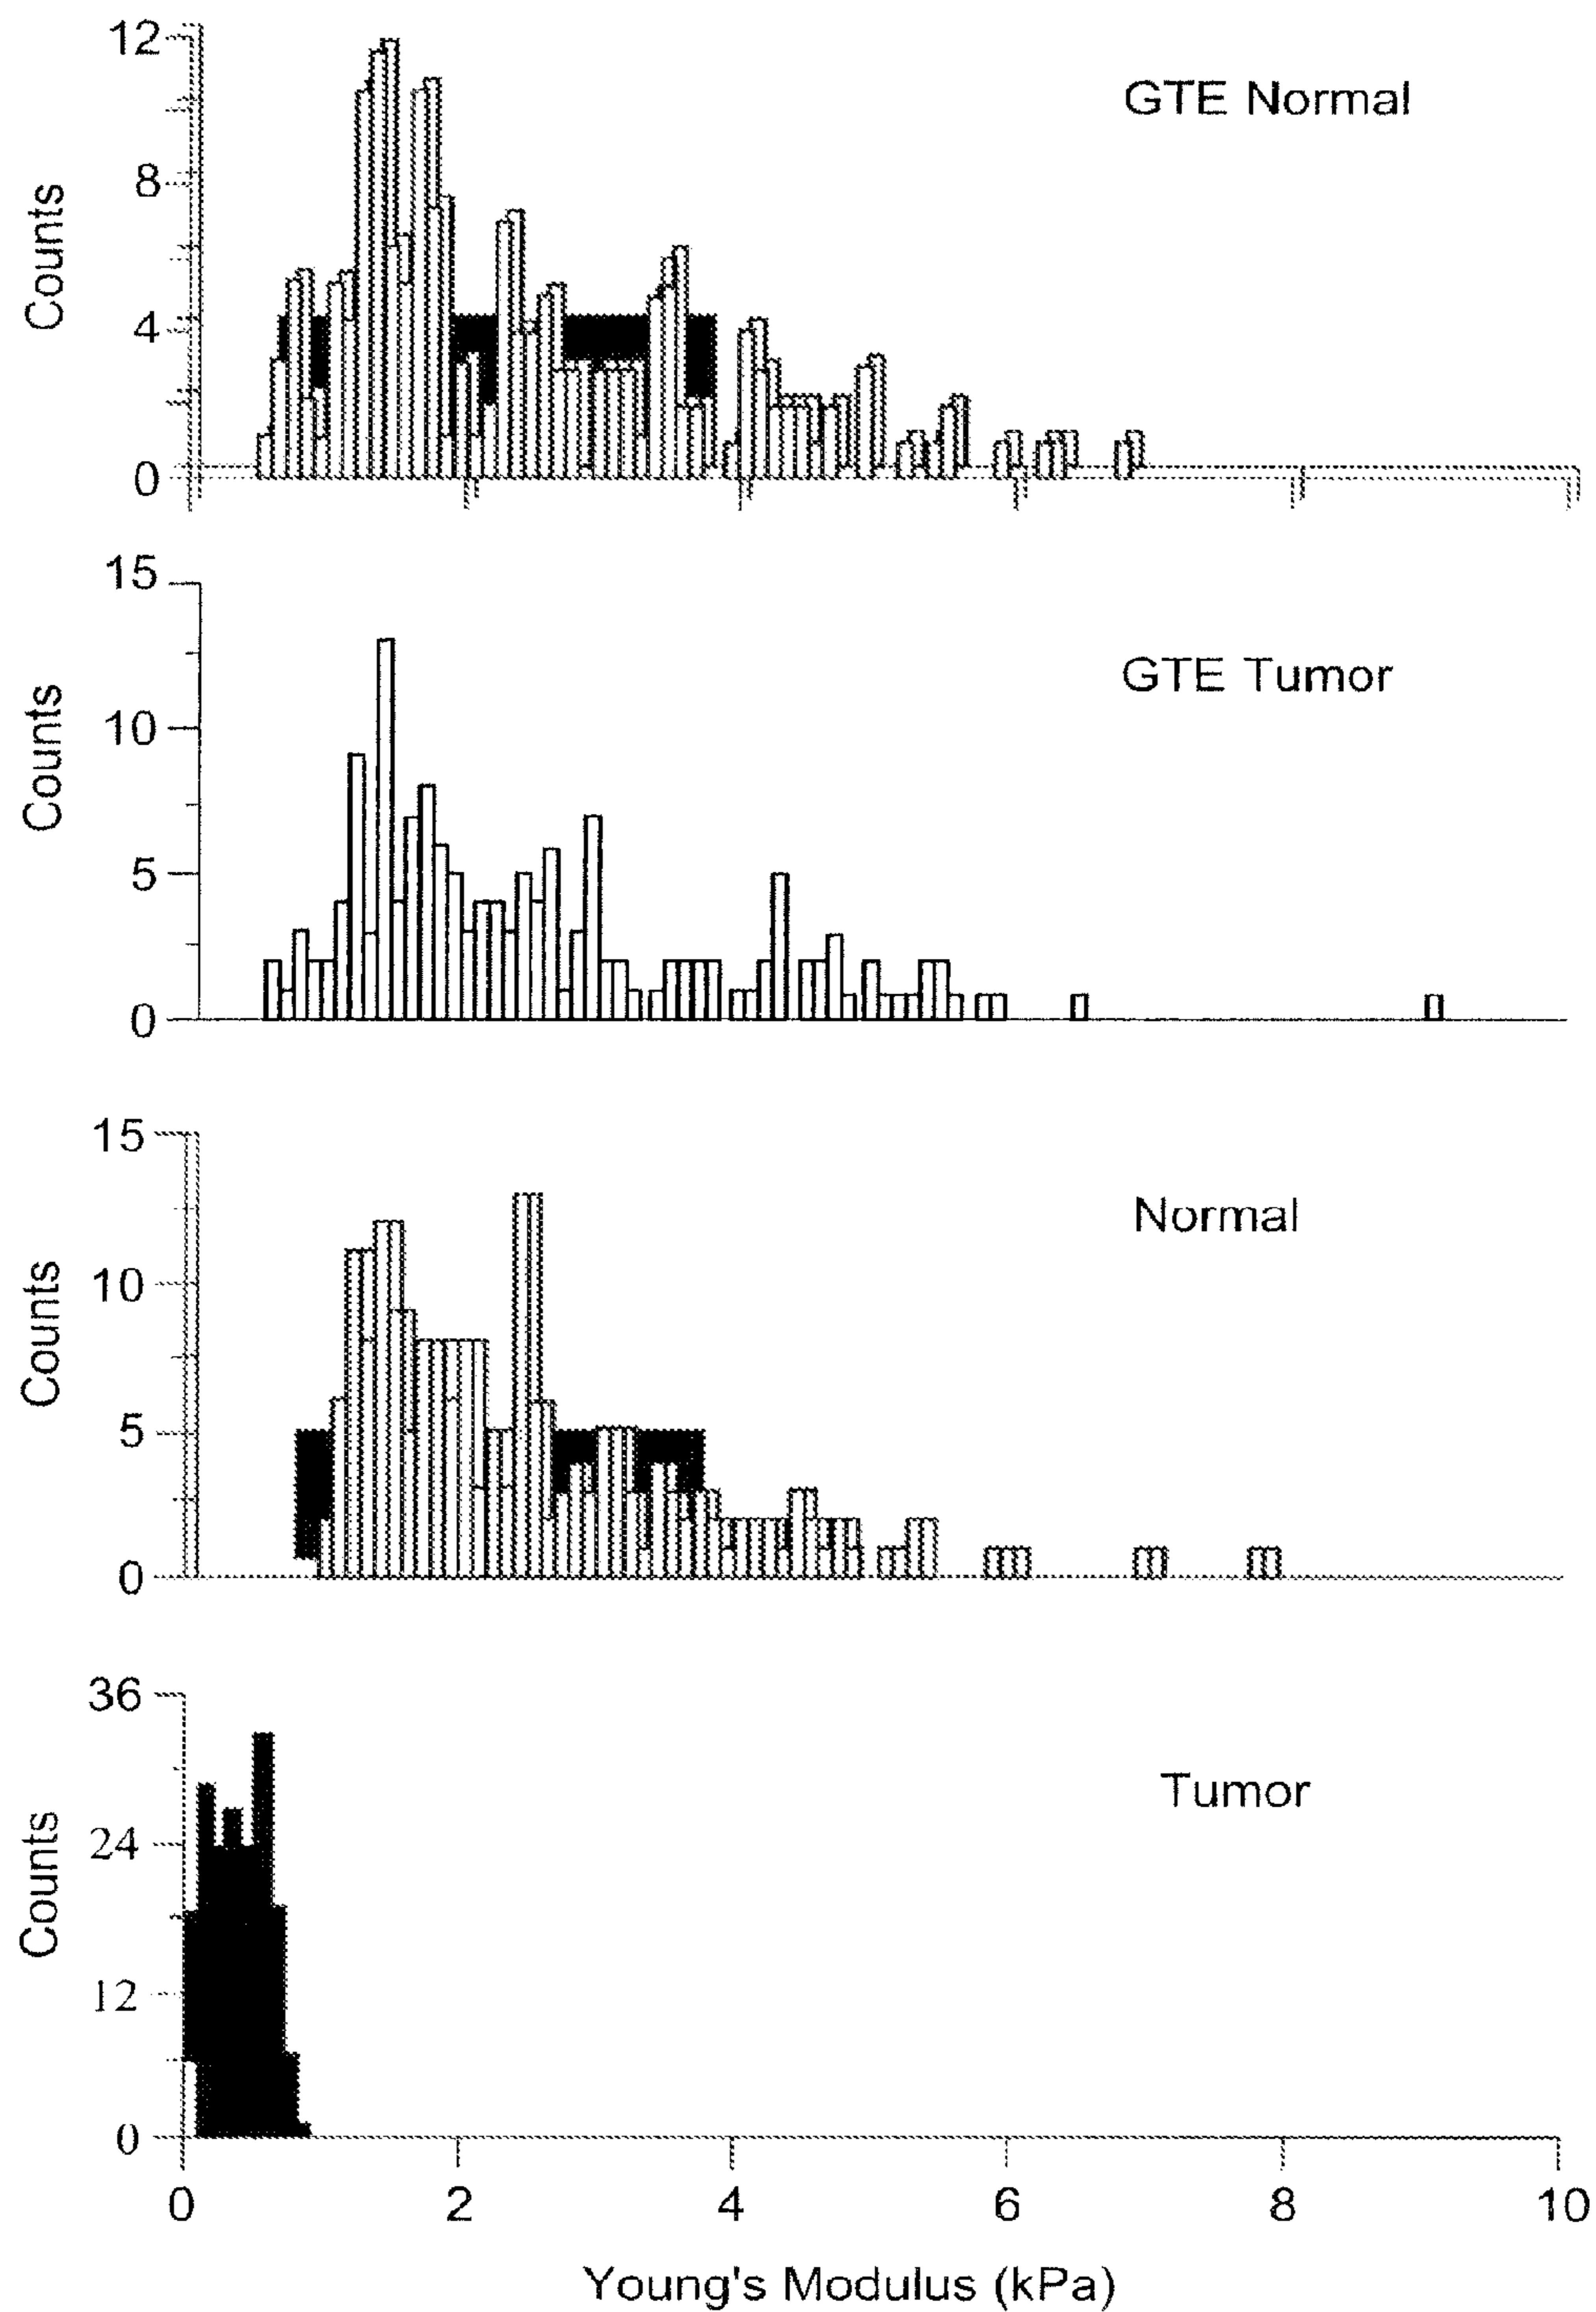 12
GTE Normal
8
Counts
4
0
15
GTE Tumor
10
Counts
5
0
15
Normal
10
Counts
5
0
36
Tumor
24
Counts
12
0
0 2 4 6 8 10
Young's Modulus (kPa)